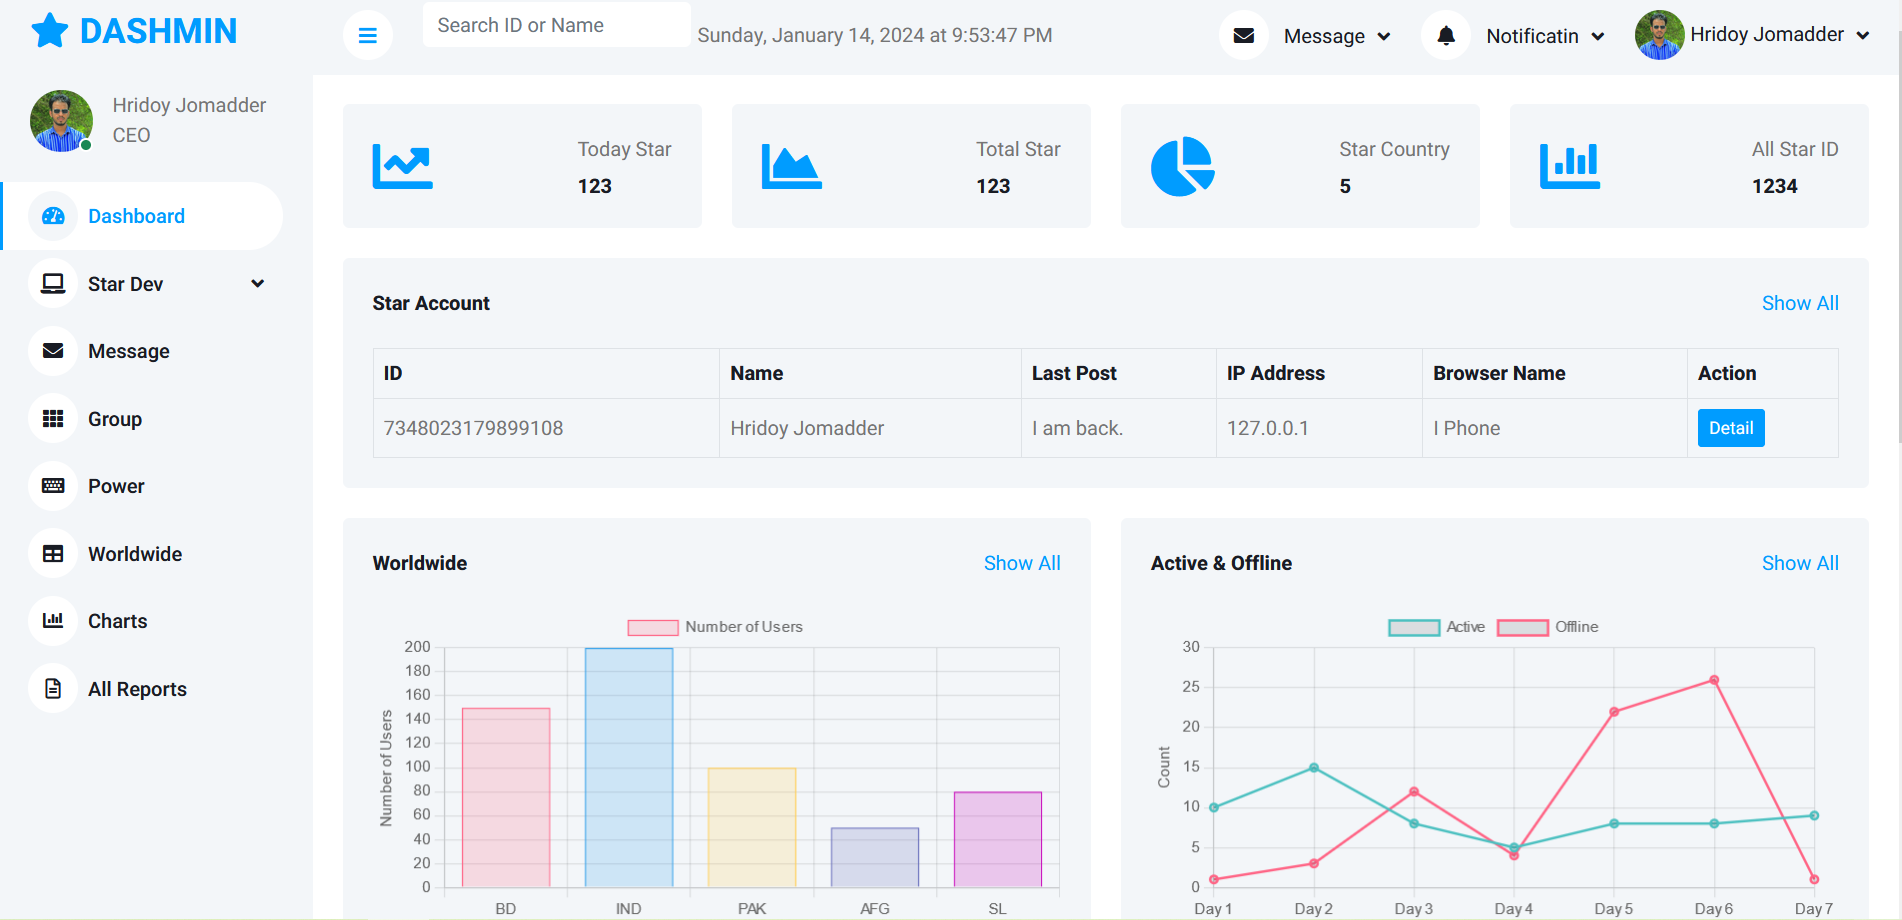 DASHMIN
Search ID or Name
Sunday, January 14, 2024 at 9:53:47 PM
Message
Notificatin
Hridoy Jomadder
Hridoy Jomadder
CEO
Dashboard
Star Dev
Message
Group
Power
Worldwide
Charts
All Reports
Today Star
123
Total Star
123
Star Country
5
All Star ID
1234
Star Account
Show All
ID Name Last Post IP Address Browser Name Action
7348023179899108 Hridoy Jomadder I am back. 127.0.0.1 I Phone Detail
Worldwide
Show All
Number of Users
200
180
160
140
120
100
80
60
40
20
0
Number of Users
BD IND PAK AFG SL
Active & Offline
Show All
Active Offline
30
25
20
15
10
5
0
Count
Day 1 Day 2 Day 3 Day 4 Day 5 Day 6 Day 7